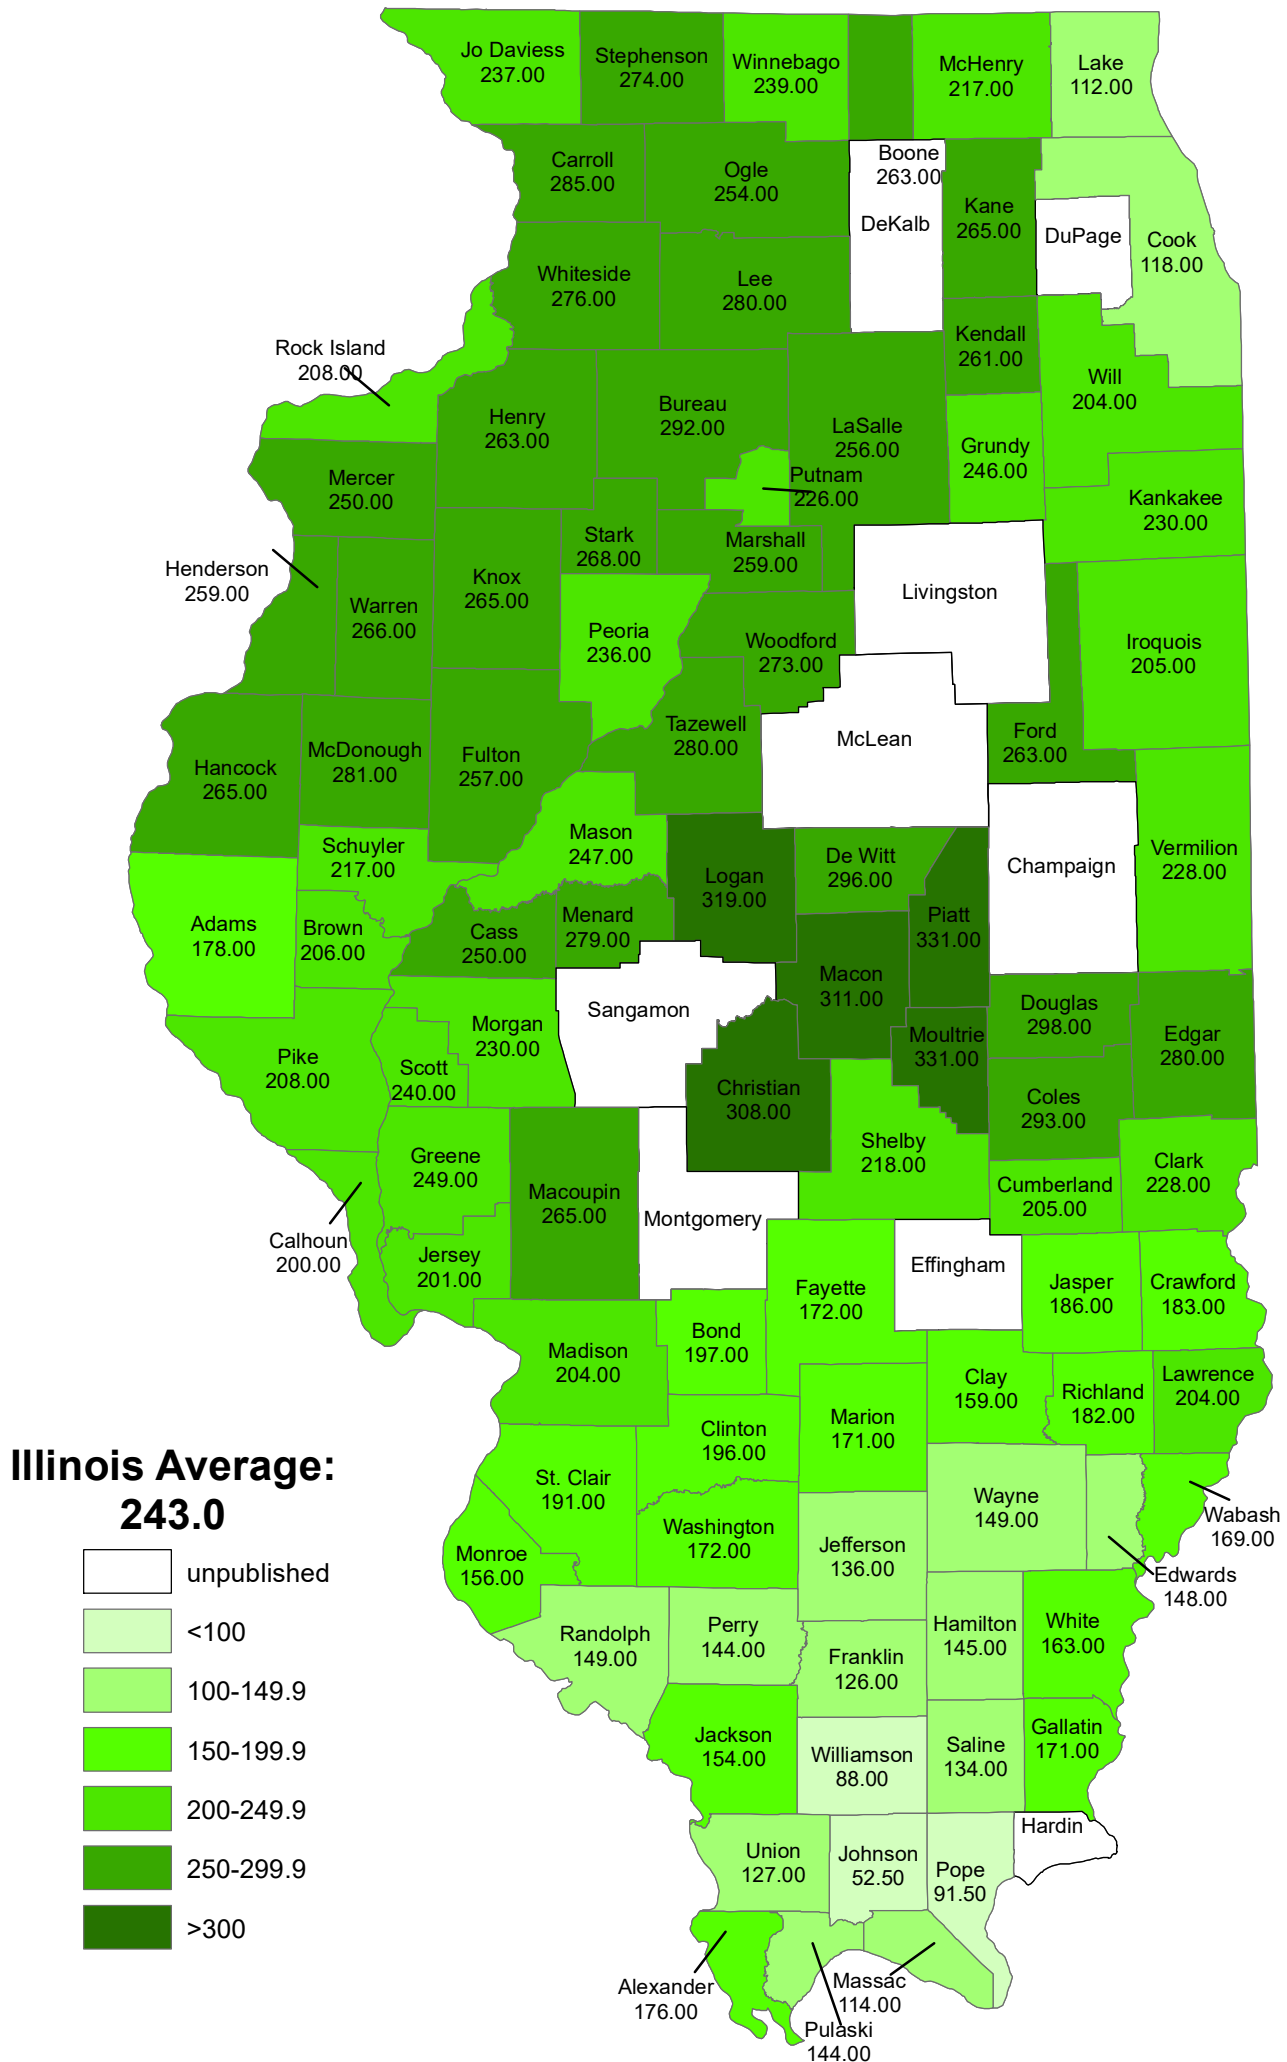 Jo Daviess
237.00
Stephenson
274.00
Winnebago
239.00
McHenry
217.00
Lake
112.00
Boone
263.00
Carroll
285.00
Ogle
254.00
DeKalb
Kane
265.00
DuPage
Cook
118.00
Whiteside
276.00
Lee
280.00
Kendall
261.00
Rock Island
208.00
Will
204.00
Henry
263.00
Bureau
292.00
LaSalle
256.00
Grundy
246.00
Mercer
250.00
Putnam
226.00
Kankakee
230.00
Stark
268.00
Marshall
259.00
Henderson
259.00
Warren
266.00
Knox
265.00
Livingston
Peoria
236.00
Woodford
273.00
Iroquois
205.00
Tazewell
280.00
McLean
Ford
263.00
Hancock
265.00
McDonough
281.00
Fulton
257.00
Mason
247.00
Schuyler
217.00
Logan
319.00
De Witt
296.00
Champaign
Vermilion
228.00
Adams
178.00
Brown
206.00
Cass
250.00
Menard
279.00
Piatt
331.00
Macon
311.00
Sangamon
Douglas
298.00
Edgar
280.00
Morgan
230.00
Moultrie
331.00
Pike
208.00
Scott
240.00
Christian
308.00
Coles
293.00
Shelby
218.00
Greene
249.00
Macoupin
265.00
Clark
228.00
Cumberland
205.00
Montgomery
Calhoun
200.00
Jersey
201.00
Effingham
Fayette
172.00
Jasper
186.00
Crawford
183.00
Bond
197.00
Madison
204.00
Clay
159.00
Richland
182.00
Lawrence
204.00
Marion
171.00
Clinton
196.00
St. Clair
191.00
Wayne
149.00
Wabash
169.00
Washington
172.00
Jefferson
136.00
Monroe
156.00
Edwards
148.00
Illinois Average:
243.0
unpublished
<100
100-149.9
150-199.9
200-249.9
250-299.9
>300
Randolph
149.00
Perry
144.00
Hamilton
145.00
White
163.00
Franklin
126.00
Jackson
154.00
Williamson
88.00
Saline
134.00
Gallatin
171.00
Hardin
Union
127.00
Johnson
52.50
Pope
91.50
Alexander
176.00
Massac
114.00
Pulaski
144.00